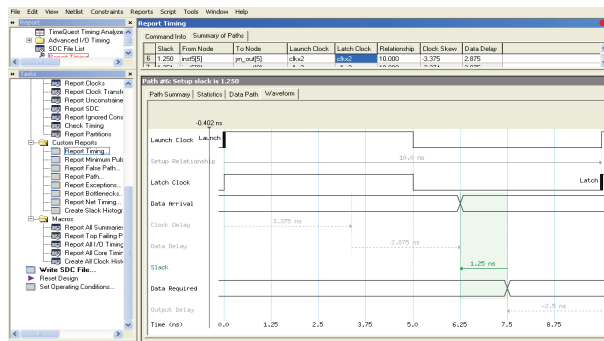 File Edit View Netlist Constraints Reports Script Tools Window Help
Report
TimeQuest Timing Analyze
Advanced I/O Timing
SDC File List
Report Timing
Tasks
Report Clocks
Report Clock Transfe
Report Unconstraine
Report SDC
Report Ignored Cons
Check Timing
Report Partitions
Custom Reports
Report Timing...
Report Minimum Puls
Report False Path...
Report Path...
Report Exceptions...
Report Bottlenecks...
Report Net Timing...
Create Slack Histogr
Macros
Report All Summaries
Report Top Failing P
Report All I/O Timing
Report All Core Timin
Create All Clock Histo
Write SDC File...
Reset Design
Set Operating Conditions...
Report Timing
Command Info Summary of Paths
Slack From Node To Node Launch Clock Latch Clock Relationship Clock Skew Data Delay
6 1.250 inst5[5] yn_out[5] clkx2 clkx2 10.000 -3.375 2.875
Path #6: Setup slack is 1.250
Path Summary Statistics Data Path Waveform
-0.402 ns
Launch Clock Launch
Setup Relationship 10.0 ns
Latch Clock Latch
Data Arrival
Clock Delay 3.375 ns
Data Delay 2.875 ns
Slack 1.25 ns
Data Required
Output Delay -2.5 ns
Time (ns) 0.0 1.25 2.5 3.75 5.0 6.25 7.5 8.75